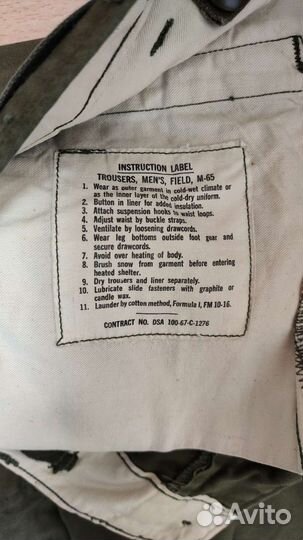 INSTRUCTION LABEL
TROUSERS, MEN'S, FIELD, M-65
1. Wear as outer garment in cold-wet climate or
as the inner layer of the cold-dry uniform.
2. Button in liner for added insulation.
3. Attach suspension hooks to waist loops.
4. Adjust waist by buckle straps.
5. Ventilate by loosening drawcords.
6. Wear leg bottoms outside foot gear and
secure drawcords.
7. Avoid over heating of body.
8. Brush snow from garment before entering
heated shelter.
9. Dry trousers and liner separately.
10. Lubricate slide fasteners with graphite or
candle wax.
11. Launder by cotton method, Formula I, FM 10-16.
CONTRACT NO. DSA 100-67-C-1276
Avito